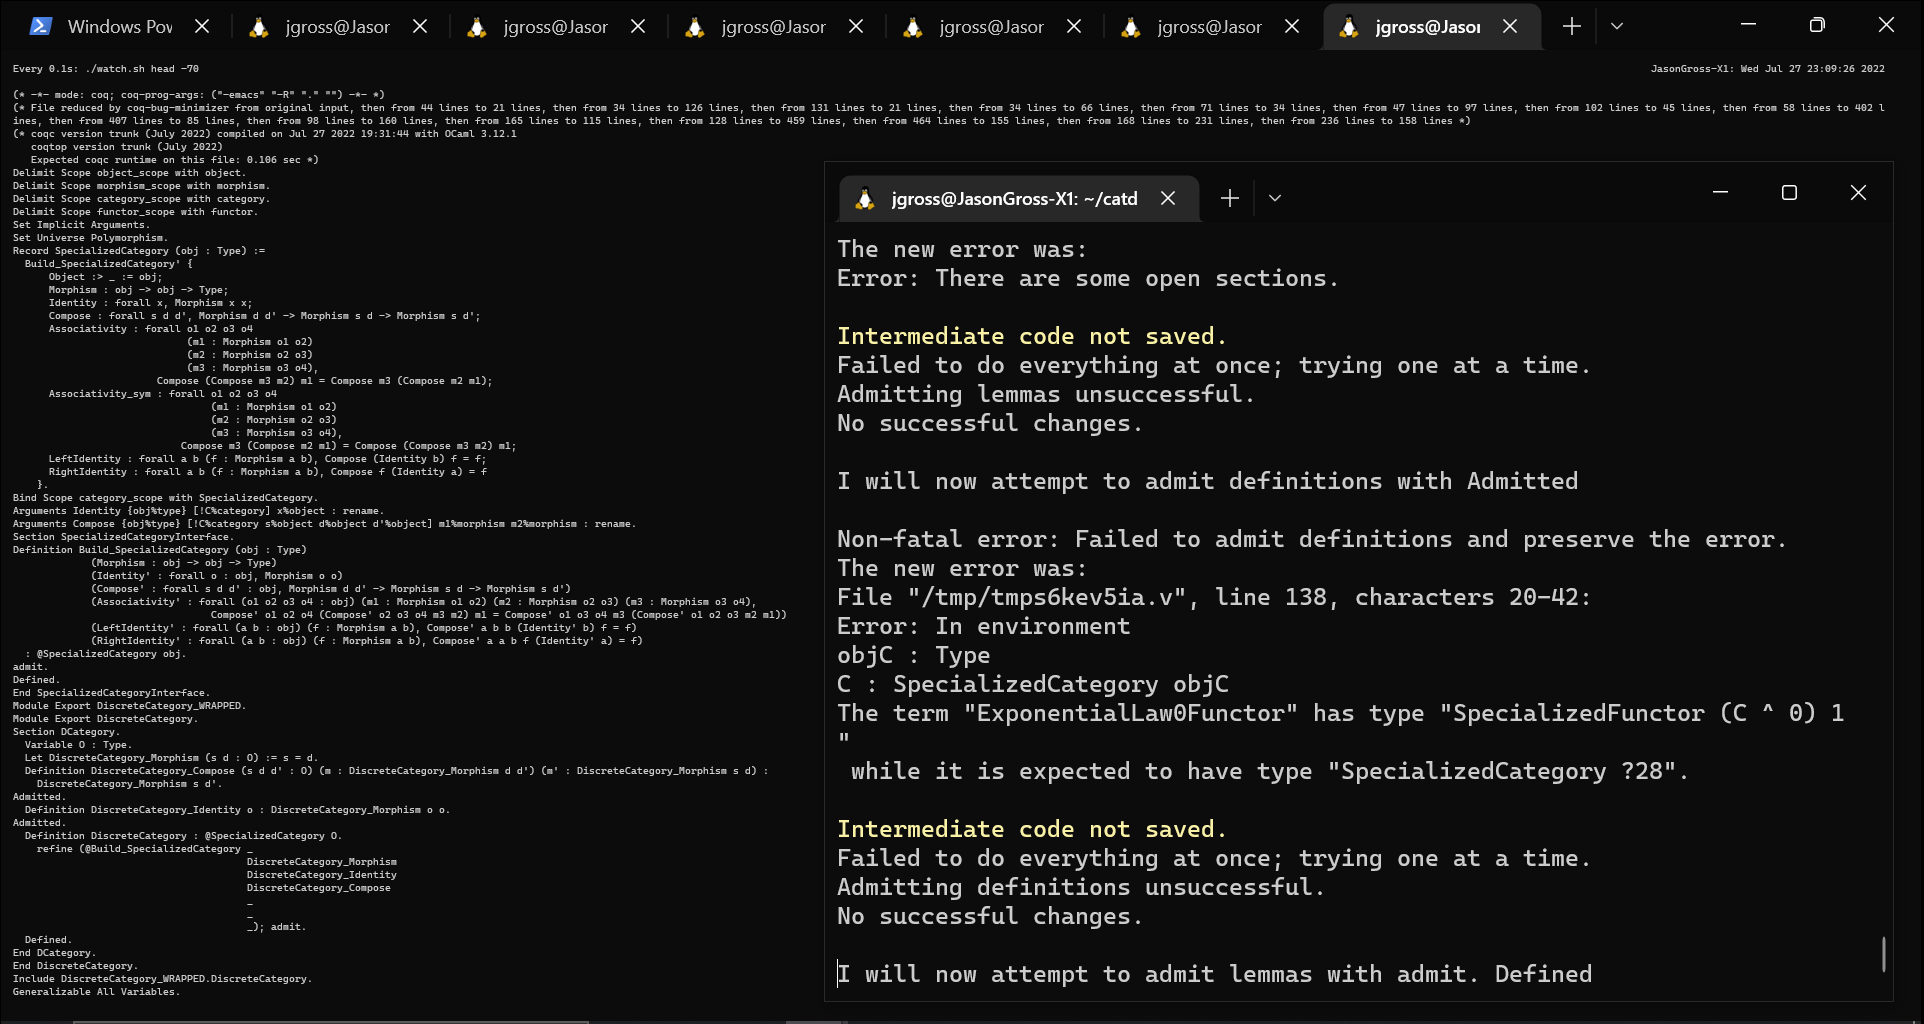 Windows Pov
jgross@Jasor
jgross@Jasor
jgross@Jasor
jgross@Jasor
jgross@Jasor
jgross@Jasor
Every 0.1s: ./watch.sh head -70
JasonGross-X1: Wed Jul 27 23:09:26 2022
(* -*- mode: coq; coq-prog-args: ("-emacs" "-R" "." "") -*- *)
(* File reduced by coq-bug-minimizer from original input, then from 44 lines to 21 lines, then from 34 lines to 126 lines, then from 131 lines to 21 lines, then from 34 lines to 66 lines, then from 71 lines to 34 lines, then from 47 lines to 97 lines, then from 102 lines to 45 lines, then from 58 lines to 402 l
ines, then from 407 lines to 85 lines, then from 98 lines to 160 lines, then from 165 lines to 115 lines, then from 128 lines to 459 lines, then from 464 lines to 155 lines, then from 168 lines to 231 lines, then from 236 lines to 158 lines *)
(* coqc version trunk (July 2022) compiled on Jul 27 2022 19:31:44 with OCaml 3.12.1
coqtop version trunk (July 2022)
Expected coqc runtime on this file: 0.106 sec *)
Delimit Scope object_scope with object.
Delimit Scope morphism_scope with morphism.
Delimit Scope category_scope with category.
Delimit Scope functor_scope with functor.
Set Implicit Arguments.
Set Universe Polymorphism.
Record SpecializedCategory (obj : Type) :=
Build_SpecializedCategory' {
Object :> _ := obj;
Morphism : obj -> obj -> Type;
Identity : forall x, Morphism x x;
Compose : forall s d d', Morphism d d' -> Morphism s d -> Morphism s d';
Associativity : forall o1 o2 o3 o4
(m1 : Morphism o1 o2)
(m2 : Morphism o2 o3)
(m3 : Morphism o3 o4),
Compose (Compose m3 m2) m1 = Compose m3 (Compose m2 m1);
Associativity_sym : forall o1 o2 o3 o4
(m1 : Morphism o1 o2)
(m2 : Morphism o2 o3)
(m3 : Morphism o3 o4),
Compose m3 (Compose m2 m1) = Compose (Compose m3 m2) m1;
LeftIdentity : forall a b (f : Morphism a b), Compose (Identity b) f = f;
RightIdentity : forall a b (f : Morphism a b), Compose f (Identity a) = f
}.
Bind Scope category_scope with SpecializedCategory.
Arguments Identity {obj%type} [!C%category] x%object : rename.
Arguments Compose {obj%type} [!C%category s%object d%object d'%object] m1%morphism m2%morphism : rename.
Section SpecializedCategoryInterface.
Definition Build_SpecializedCategory (obj : Type)
(Morphism : obj -> obj -> Type)
(Identity' : forall o : obj, Morphism o o)
(Compose' : forall s d d' : obj, Morphism d d' -> Morphism s d -> Morphism s d')
(Associativity' : forall (o1 o2 o3 o4 : obj) (m1 : Morphism o1 o2) (m2 : Morphism o2 o3) (m3 : Morphism o3 o4),
Compose' o1 o2 o4 (Compose' o2 o3 o4 m3 m2) m1 = Compose' o1 o3 o4 m3 (Compose' o1 o2 o3 m2 m1))
(LeftIdentity' : forall (a b : obj) (f : Morphism a b), Compose' a b b (Identity' b) f = f)
(RightIdentity' : forall (a b : obj) (f : Morphism a b), Compose' a a b f (Identity' a) = f)
: @SpecializedCategory obj.
admit.
Defined.
End SpecializedCategoryInterface.
Module Export DiscreteCategory_WRAPPED.
Module Export DiscreteCategory.
Section DCategory.
Variable O : Type.
Let DiscreteCategory_Morphism (s d : O) := s = d.
Definition DiscreteCategory_Compose (s d d' : O) (m : DiscreteCategory_Morphism d d') (m' : DiscreteCategory_Morphism s d) :
DiscreteCategory_Morphism s d'.
Admitted.
Definition DiscreteCategory_Identity o : DiscreteCategory_Morphism o o.
Admitted.
Definition DiscreteCategory : @SpecializedCategory O.
refine (@Build_SpecializedCategory _
DiscreteCategory_Morphism
DiscreteCategory_Identity
DiscreteCategory_Compose
_
_
_); admit.
Defined.
End DCategory.
End DiscreteCategory.
Include DiscreteCategory_WRAPPED.DiscreteCategory.
Generalizable All Variables.
jgross@JasonGross-X1: ~/catd
The new error was:
Error: There are some open sections.
Intermediate code not saved.
Failed to do everything at once; trying one at a time.
Admitting lemmas unsuccessful.
No successful changes.
I will now attempt to admit definitions with Admitted
Non-fatal error: Failed to admit definitions and preserve the error.
The new error was:
File "/tmp/tmps6kev5ia.v", line 138, characters 20-42:
Error: In environment
objC : Type
C : SpecializedCategory objC
The term "ExponentialLaw0Functor" has type "SpecializedFunctor (C ^ 0) 1
"
while it is expected to have type "SpecializedCategory ?28".
Intermediate code not saved.
Failed to do everything at once; trying one at a time.
Admitting definitions unsuccessful.
No successful changes.
I will now attempt to admit lemmas with admit. Defined